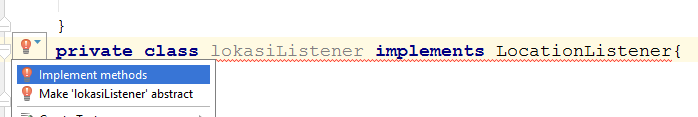 }
private class lokasiListener implements LocationListener{
Implement methods
Make 'lokasiListener' abstract